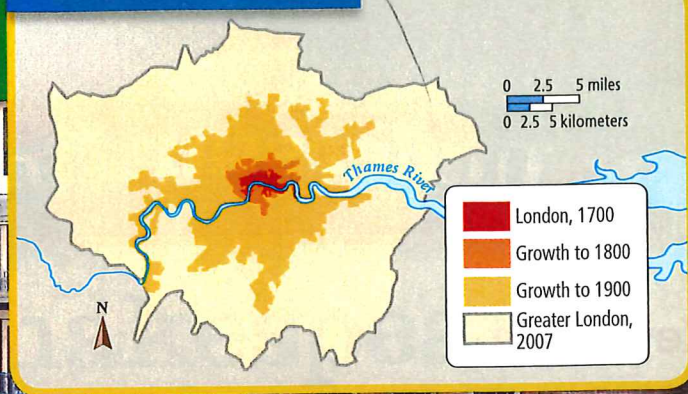 0 2.5 5 miles
0 2.5 5 kilometers
Thames River
London, 1700
Growth to 1800
Growth to 1900
Greater London,
2007
N